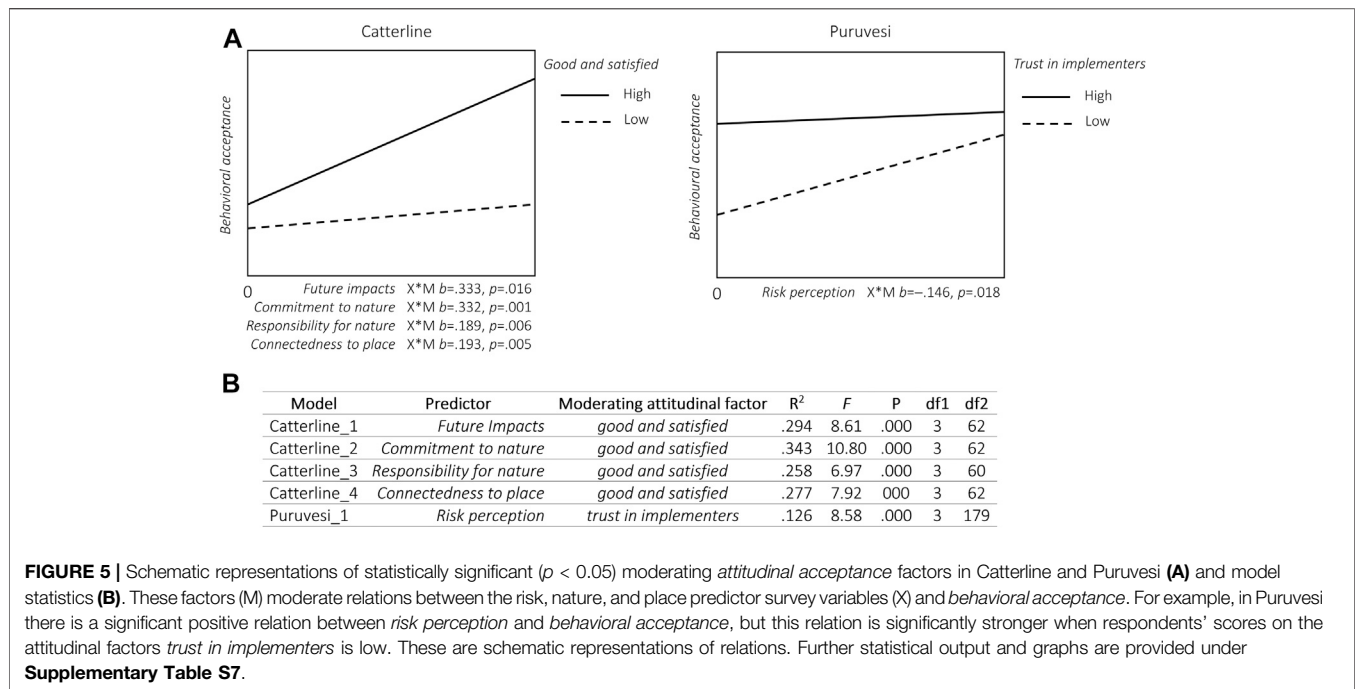 A
Catterline
Behavioral acceptance
Good and satisfied
High
Low
0
Future impacts X*M b=.333, p=.016
Commitment to nature X*M b=.332, p=.001
Responsibility for nature X*M b=.189, p=.006
Connectedness to place X*M b=.193, p=.005
Puruvesi
Behavioural acceptance
Trust in implementers
High
Low
0
Risk perception X*M b=–.146, p=.018
B
Model Predictor Moderating attitudinal factor R² F P df1 df2
Catterline_1 Future Impacts good and satisfied .294 8.61 .000 3 62
Catterline_2 Commitment to nature good and satisfied .343 10.80 .000 3 62
Catterline_3 Responsibility for nature good and satisfied .258 6.97 .000 3 60
Catterline_4 Connectedness to place good and satisfied .277 7.92 000 3 62
Puruvesi_1 Risk perception trust in implementers .126 8.58 .000 3 179
FIGURE 5 | Schematic representations of statistically significant (p < 0.05) moderating attitudinal acceptance factors in Catterline and Puruvesi (A) and model
statistics (B). These factors (M) moderate relations between the risk, nature, and place predictor survey variables (X) and behavioral acceptance. For example, in Puruvesi
there is a significant positive relation between risk perception and behavioral acceptance, but this relation is significantly stronger when respondents' scores on the
attitudinal factors trust in implementers is low. These are schematic representations of relations. Further statistical output and graphs are provided under
Supplementary Table S7.